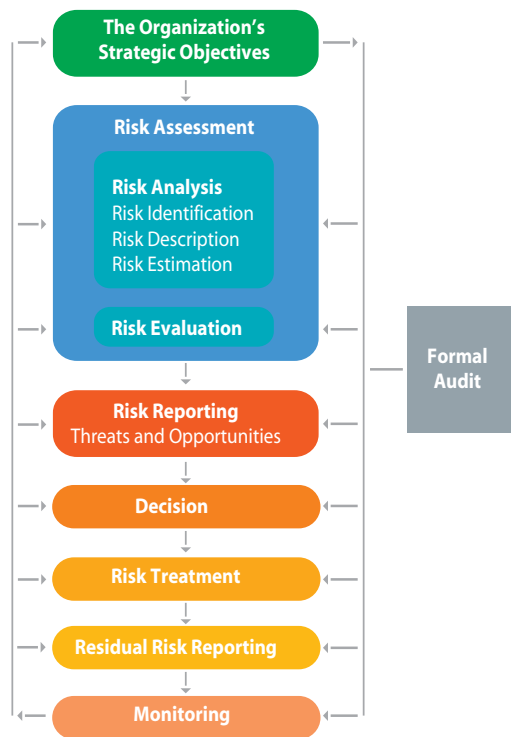 The Organization's
Strategic Objectives
Risk Assessment
Risk Analysis
Risk Identification
Risk Description
Risk Estimation
Risk Evaluation
Formal
Audit
Risk Reporting
Threats and Opportunities
Decision
Risk Treatment
Residual Risk Reporting
Monitoring